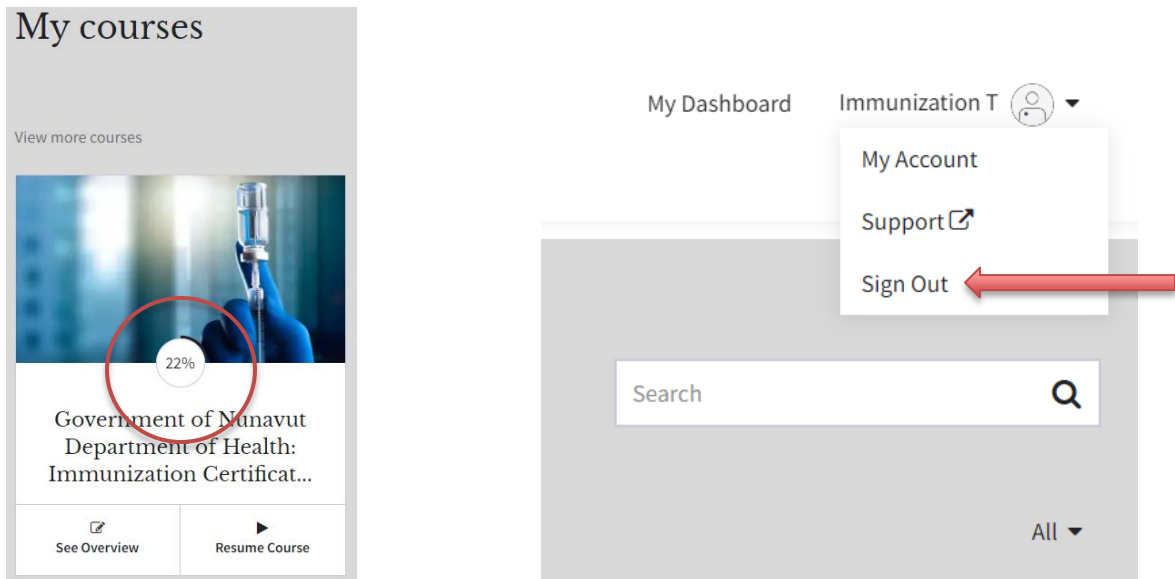 My courses
View more courses
22%
Government of Nunavut
Department of Health:
Immunization Certificat...
See Overview
Resume Course
My Dashboard
Immunization T
My Account
Support
Sign Out
Search
All